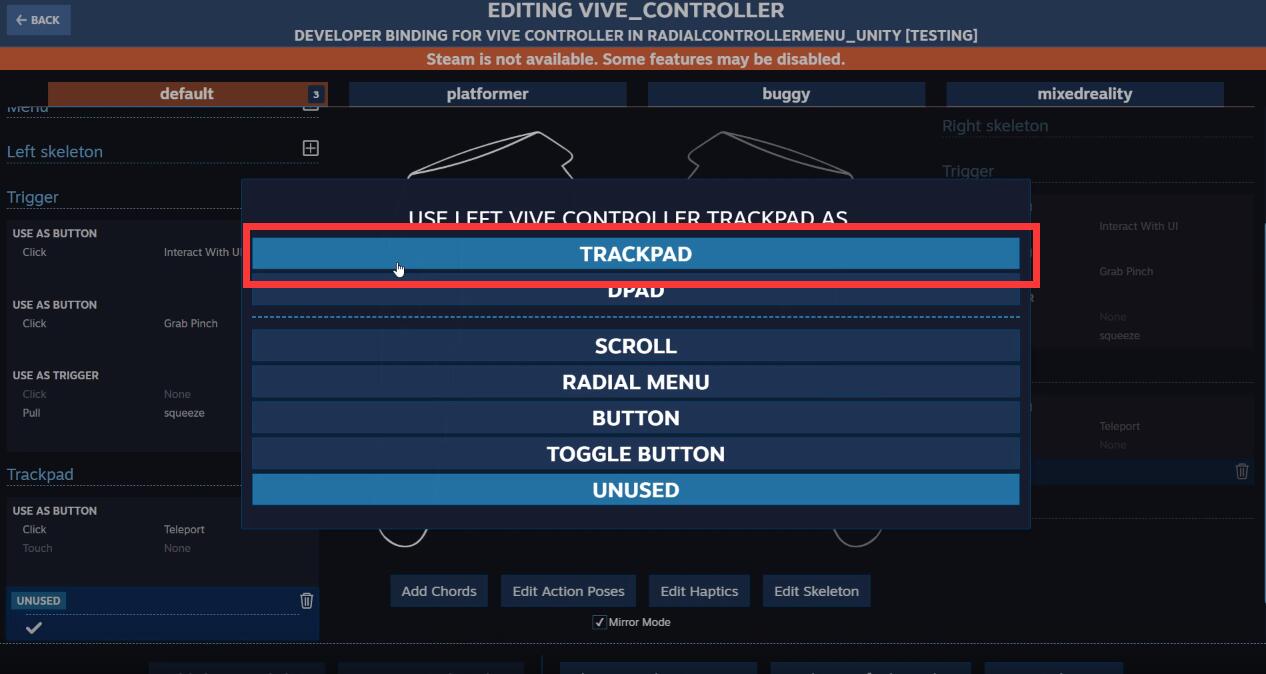 BACK
EDITING VIVE_CONTROLLER
DEVELOPER BINDING FOR VIVE CONTROLLER IN RADIALCONTROLLERMENU_UNITY [TESTING]
Steam is not available. Some features may be disabled.
default 3
platformer
buggy
mixedreality
Menu
Left skeleton
Trigger
USE AS BUTTON
Click Interact With UI
USE AS BUTTON
Click Grab Pinch
USE AS TRIGGER
Click None
Pull squeeze
Trackpad
USE AS BUTTON
Click Teleport
Touch None
UNUSED
USE LEFT VIVE CONTROLLER TRACKPAD AS
TRACKPAD
DPAD
SCROLL
RADIAL MENU
BUTTON
TOGGLE BUTTON
UNUSED
Add Chords
Edit Action Poses
Edit Haptics
Edit Skeleton
Mirror Mode
Right skeleton
Trigger
Interact With UI
Grab Pinch
None
squeeze
Teleport
None